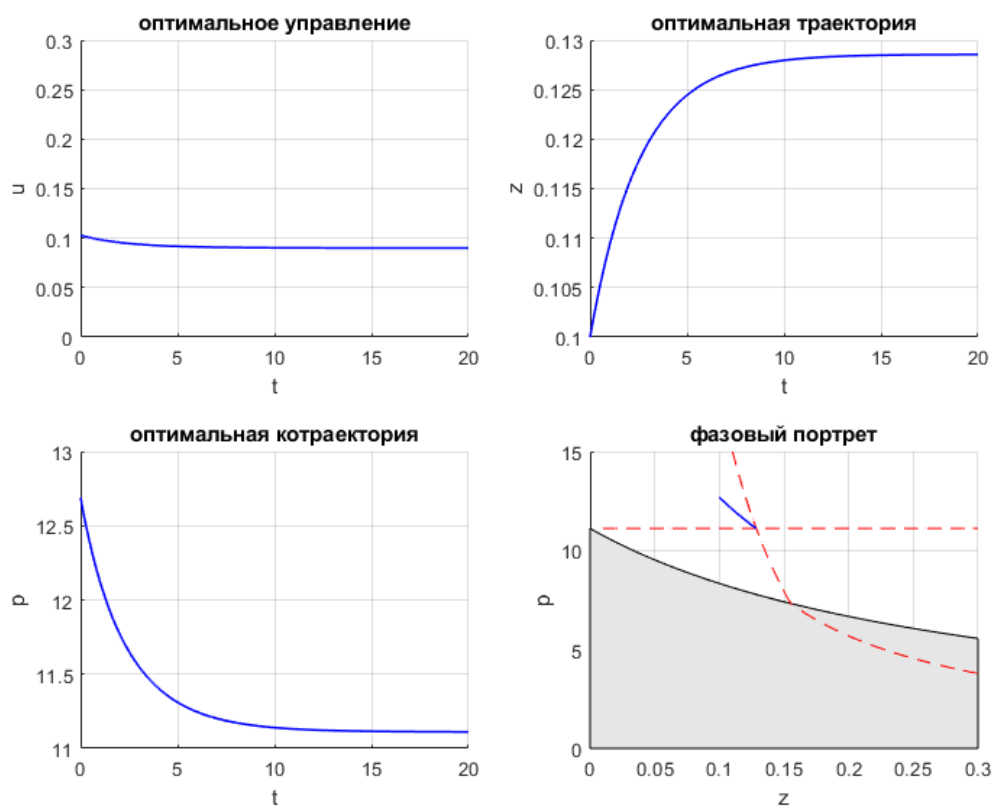 оптимальное управление
0.3
0.25
0.2
0.15
0.1
0.05
0
u
0 5 10 15 20
t
оптимальная траектория
0.13
0.125
0.12
0.115
0.11
0.105
0.1
z
0 5 10 15 20
t
оптимальная котраектория
13
12.5
12
11.5
11
p
0 5 10 15 20
t
фазовый портрет
15
10
5
0
p
0 0.05 0.1 0.15 0.2 0.25 0.3
z